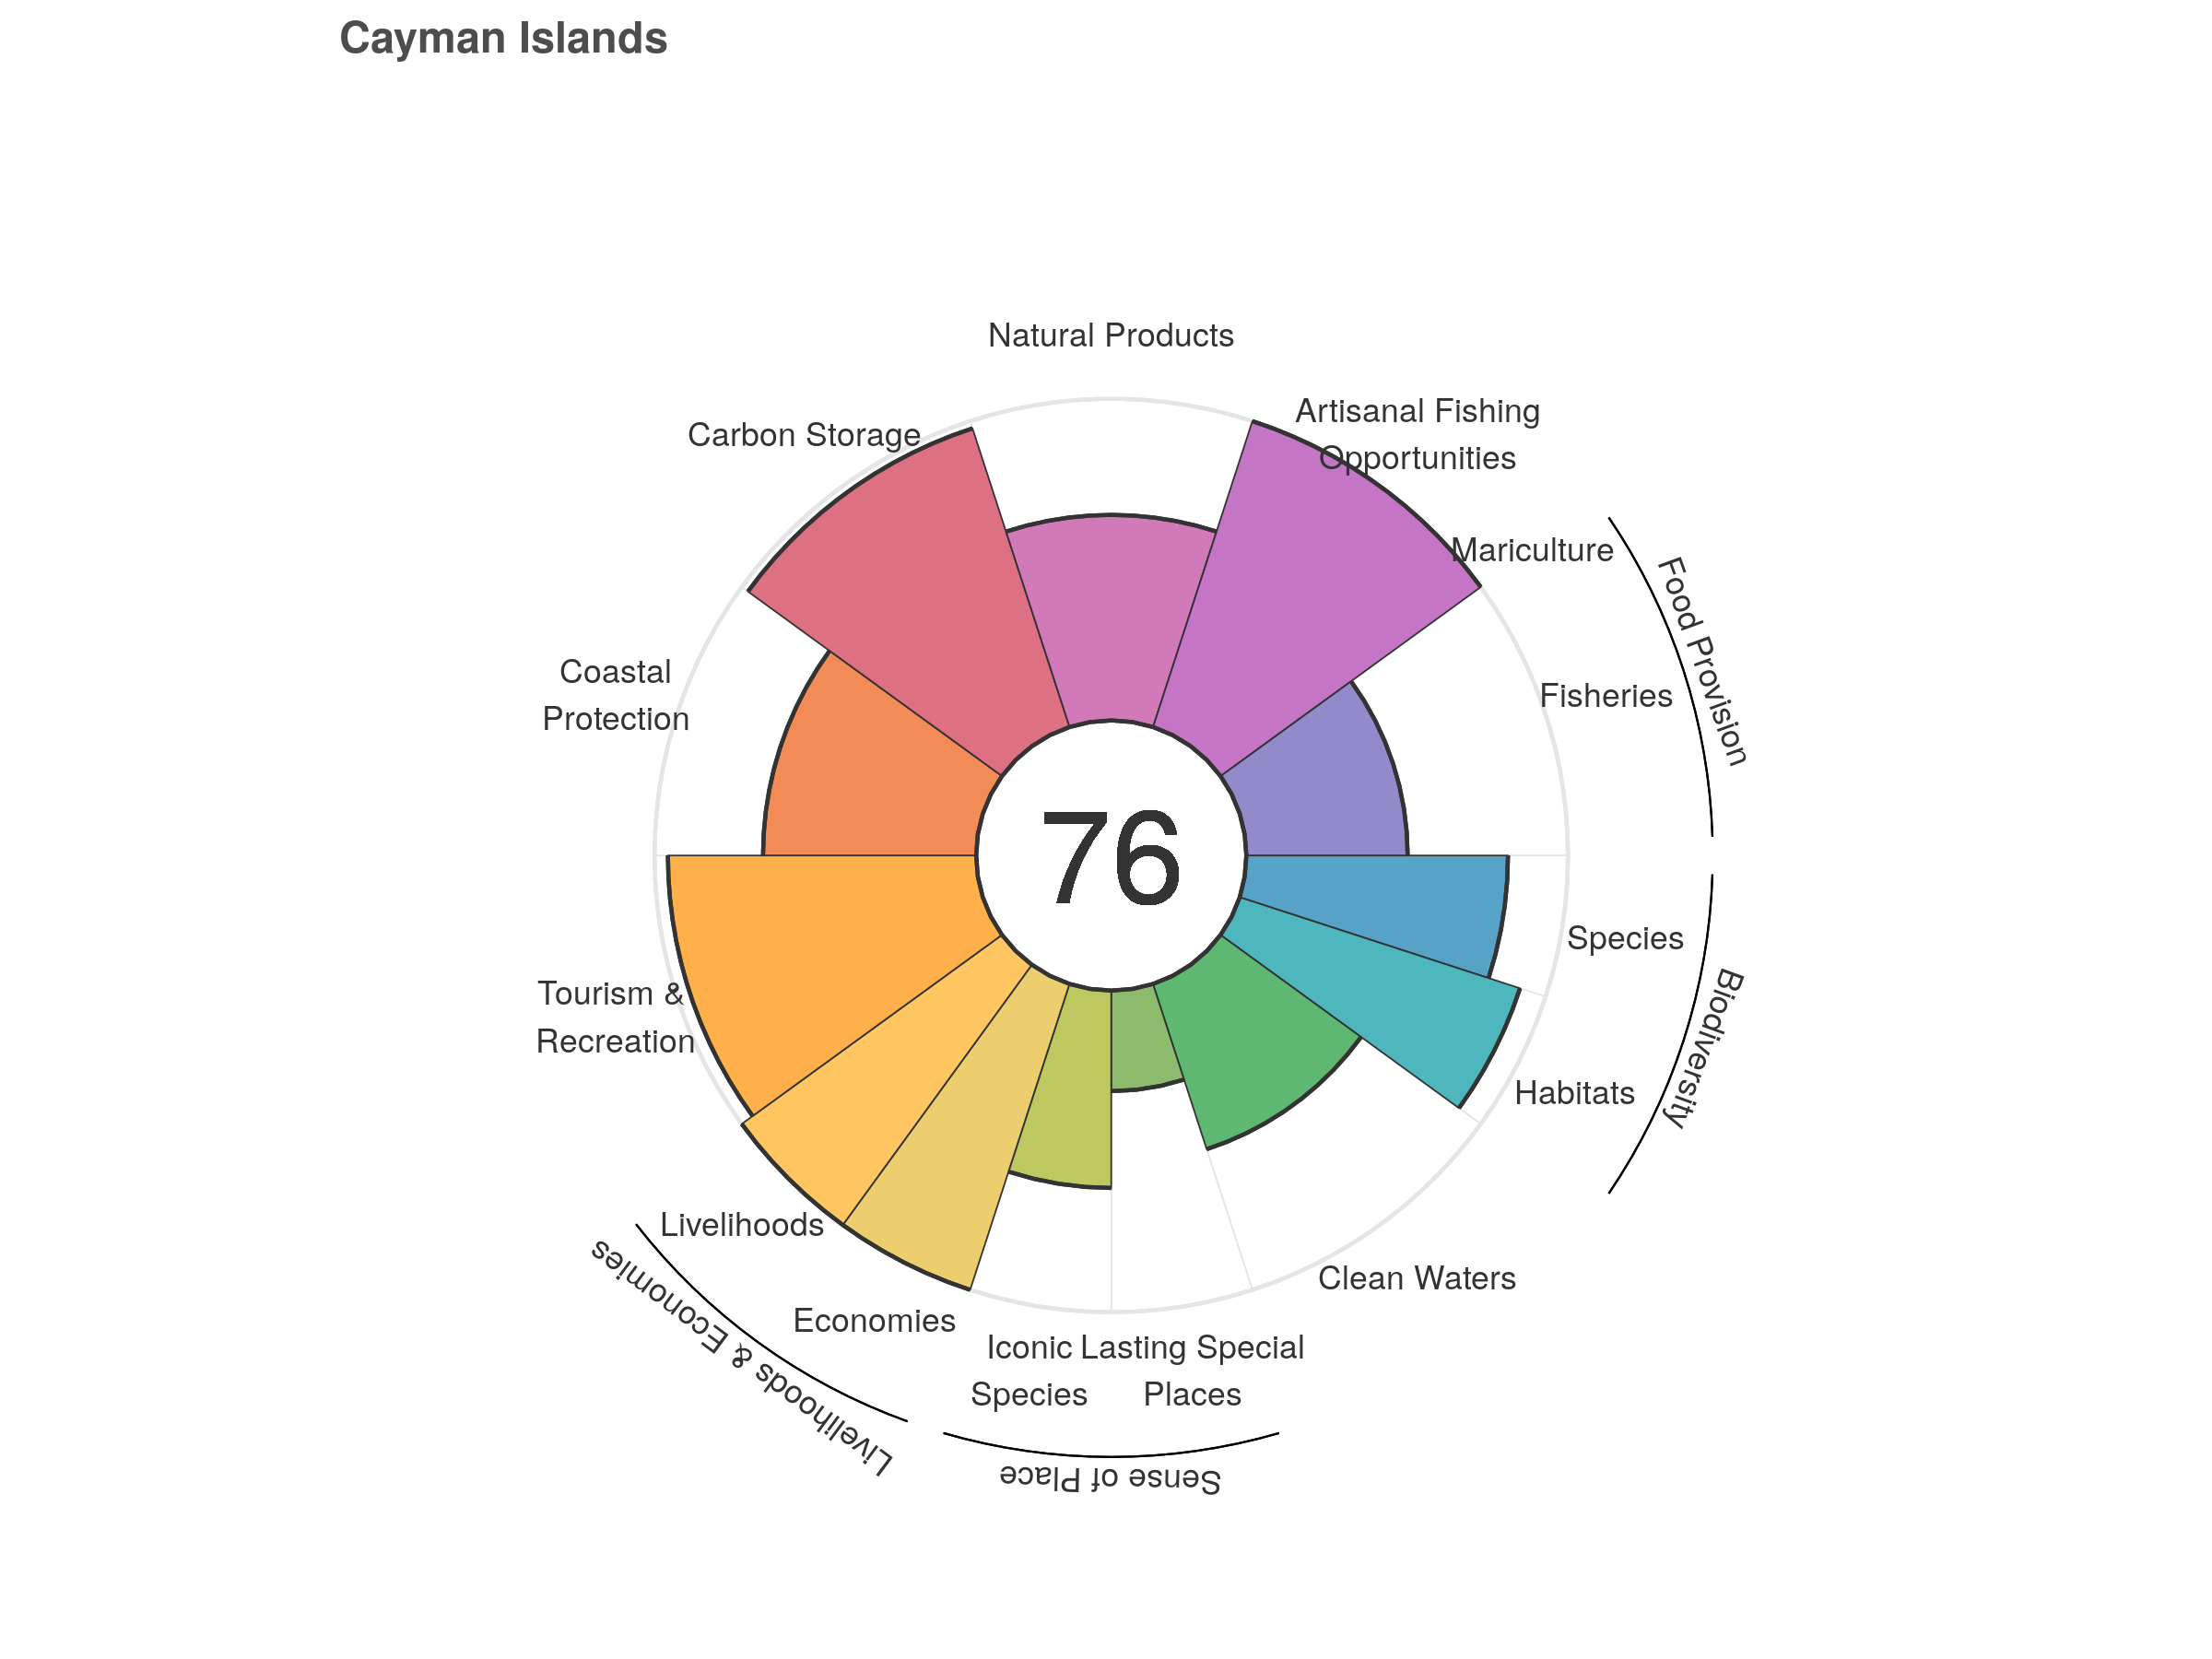 Cayman Islands
Natural Products
Artisanal Fishing
Opportunities
Carbon Storage
Mariculture
Food Provision
Fisheries
Coastal
Protection
76
Species
Biodiversity
Tourism &
Recreation
Habitats
Livelihoods
Clean Waters
Economies
Livelihoods & Economies
Iconic
Species
Lasting Special
Places
Sense of Place